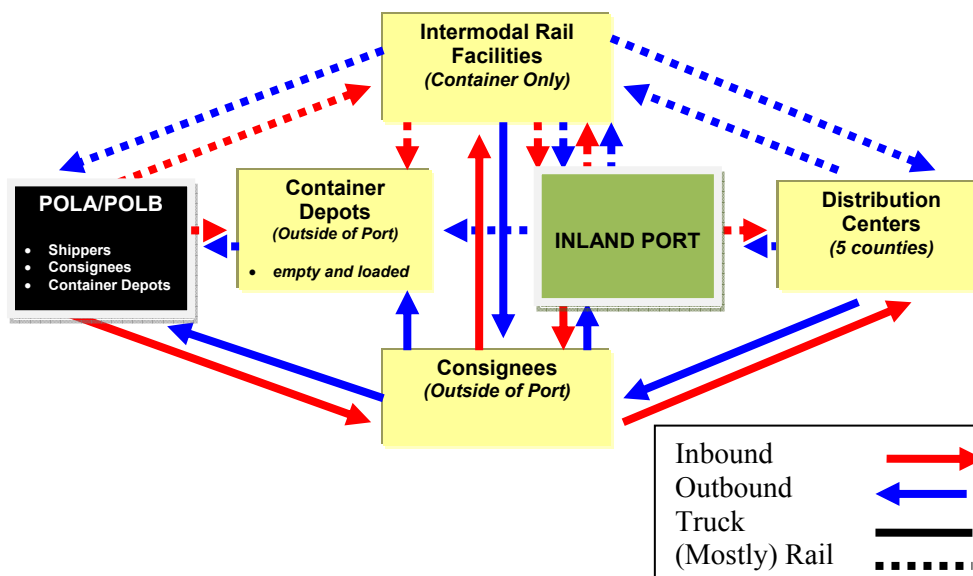 Intermodal Rail
Facilities
(Container Only)
POLA/POLB
• Shippers
• Consignees
• Container Depots
Container
Depots
(Outside of Port)
• empty and loaded
INLAND PORT
Distribution
Centers
(5 counties)
Consignees
(Outside of Port)
Inbound
Outbound
Truck
(Mostly) Rail